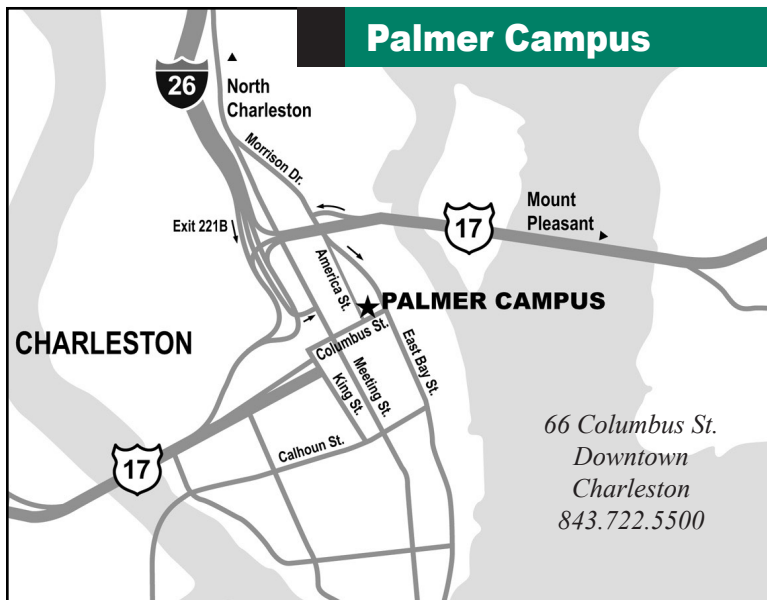 Palmer Campus
26
North
Charleston
Morrison Dr.
Mount
Pleasant
17
Exit 221B
America St.
PALMER CAMPUS
CHARLESTON
Columbus St.
East Bay St.
Meeting St.
King St.
Calhoun St.
17
66 Columbus St.
Downtown
Charleston
843.722.5500